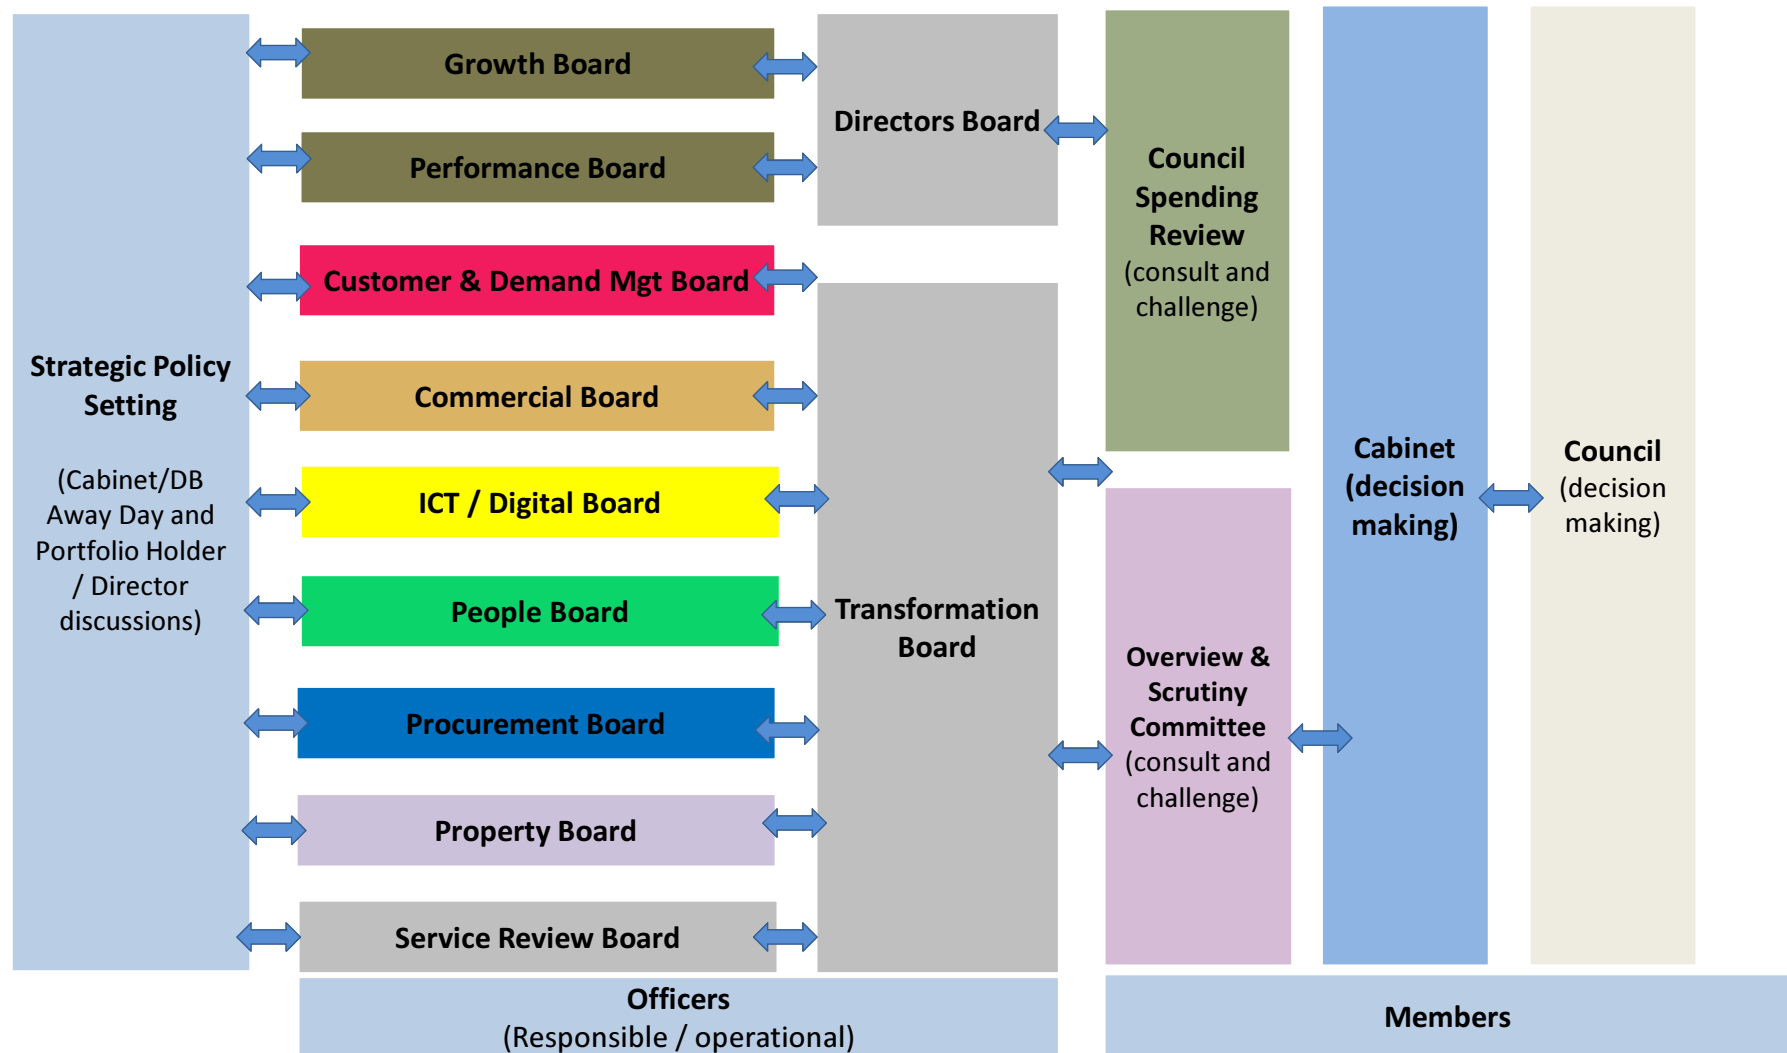 Strategic Policy
Setting
(Cabinet/DB
Away Day and
Portfolio Holder
/ Director
discussions)
Growth Board
Performance Board
Customer & Demand Mgt Board
Commercial Board
ICT / Digital Board
People Board
Procurement Board
Property Board
Service Review Board
Directors Board
Transformation
Board
Council
Spending
Review
(consult and
challenge)
Overview &
Scrutiny
Committee
(consult and
challenge)
Cabinet
(decision
making)
Council
(decision
making)
Officers
(Responsible / operational)
Members